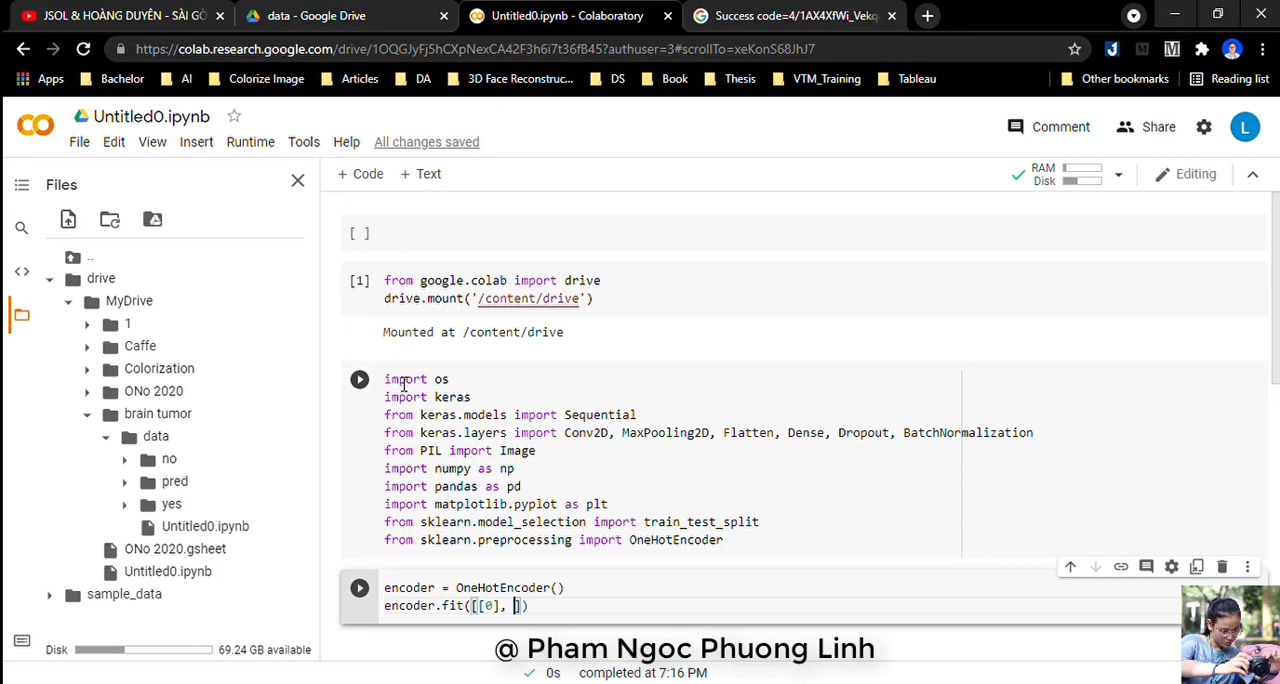 JSOL & HOÀNG DUYÊN - SÀI GÒ
data - Google Drive
Untitled0.ipynb - Colaboratory
Success code=4/1AX4XfWi_Vekq
https://colab.research.google.com/drive/1OQGJyFj5hCXpNexCA42F3h6i7t36fB45?authuser=3#scrollTo=xeKonS68JhJ7
Apps
Bachelor
AI
Colorize Image
Articles
DA
3D Face Reconstruc...
DS
Book
Thesis
VTM_Training
Tableau
Other bookmarks
Reading list
CO
Untitled0.ipynb
File Edit View Insert Runtime Tools Help All changes saved
Comment
Share
L
+ Code + Text
RAM
Disk
Editing
Files
..
drive
MyDrive
1
Caffe
Colorization
ONo 2020
brain tumor
data
no
pred
yes
Untitled0.ipynb
ONo 2020.gsheet
Untitled0.ipynb
sample_data
Disk 69.24 GB available
[ ]
[1] from google.colab import drive
drive.mount('/content/drive')
Mounted at /content/drive
import os
import keras
from keras.models import Sequential
from keras.layers import Conv2D, MaxPooling2D, Flatten, Dense, Dropout, BatchNormalization
from PIL import Image
import numpy as np
import pandas as pd
import matplotlib.pyplot as plt
from sklearn.model_selection import train_test_split
from sklearn.preprocessing import OneHotEncoder
encoder = OneHotEncoder()
encoder.fit([[0], ])
@ Pham Ngoc Phuong Linh
0s completed at 7:16 PM